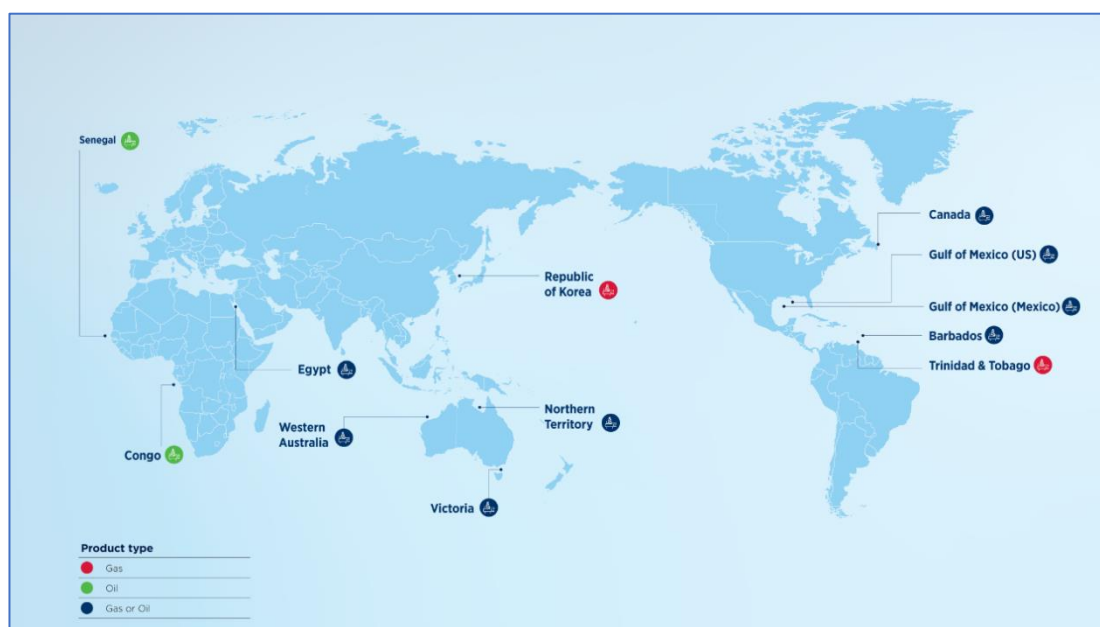 Senegal
Canada
Gulf of Mexico (US)
Republic
of Korea
Gulf of Mexico (Mexico)
Barbados
Trinidad & Tobago
Egypt
Northern
Territory
Western
Australia
Congo
Victoria
Product type
Gas
Oil
Gas or Oil